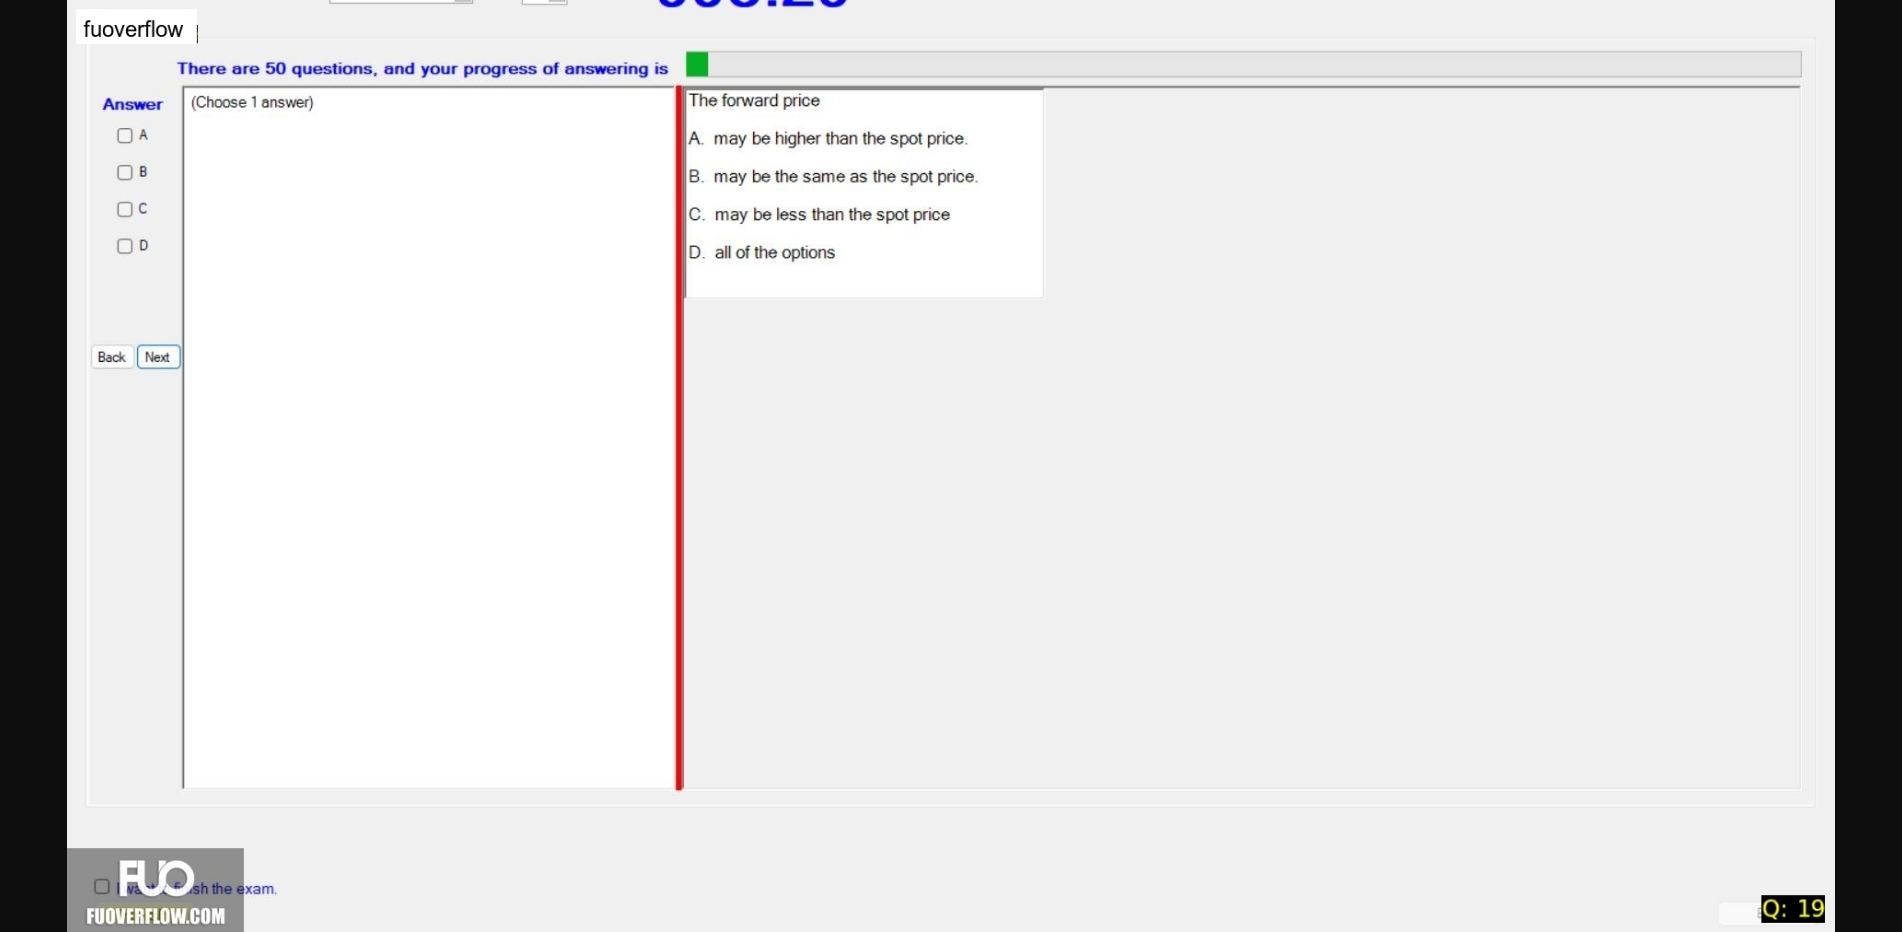 fuoverflow
There are 50 questions, and your progress of answering is
Answer
(Choose 1 answer)
A
B
C
D
Back Next
The forward price
A. may be higher than the spot price.
B. may be the same as the spot price.
C. may be less than the spot price
D. all of the options
FUO
sh the exam.
FUOVERFLOW.COM
Q: 19